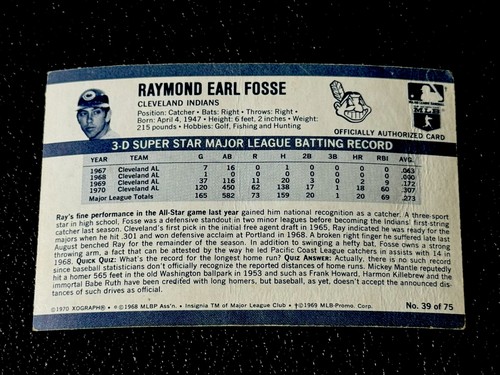 RAYMOND EARL FOSSE
CLEVELAND INDIANS
Position: Catcher • Bats: Right • Throws: Right •
Born: April 4, 1947 • Height: 6 feet, 2 inches • Weight:
215 pounds • Hobbies: Golf, Fishing and Hunting
OFFICIALLY AUTHORIZED CARD
3-D SUPER STAR MAJOR LEAGUE BATTING RECORD
YEAR TEAM G AB R H 2B 3B HR RBI AVG.
1967 Cleveland AL 7 16 0 1 0 0 0 0 .063
1968 Cleveland AL 1 0 0 0 0 0 0 0 .000
1969 Cleveland AL 37 116 11 20 3 0 2 9 .172
1970 Cleveland AL 120 450 62 138 17 1 18 60 .307
Major League Totals 165 582 73 159 20 1 20 69 .273
Ray's fine performance in the All-Star game last year gained him national recognition as a catcher. A three-sport
star in high school, Fosse was a defensive standout in two minor leagues before becoming the Indians' first-string
catcher last season. Cleveland's first pick in the initial free agent draft in 1965, Ray indicated he was ready for the
majors when he hit .301 and won defensive acclaim at Portland in 1968. A broken right finger he suffered late last
August benched Ray for the remainder of the season. In addition to swinging a hefty bat, Fosse owns a strong
throwing arm, a fact that can be attested by the way he led Pacific Coast League catchers in assists with 14 in
1968. Quick Quiz: What's the record for the longest home run? Quiz Answer: Actually, there is no such record
since baseball statisticians don't officially recognize the reported distances of home runs. Mickey Mantle reputedly
hit a homer 565 feet in the old Washington ballpark in 1953 and such as Frank Howard, Harmon Killebrew and the
immortal Babe Ruth have been credited with long homers, but baseball, as yet, doesn't accept the announced dis-
tances of such drives as official.
©1970 XOGRAPH® • ©1968 MLBP Ass'n. • Insignia TM of Major League Club • †©1969 MLB-Promo. Corp. No. 39 of 75